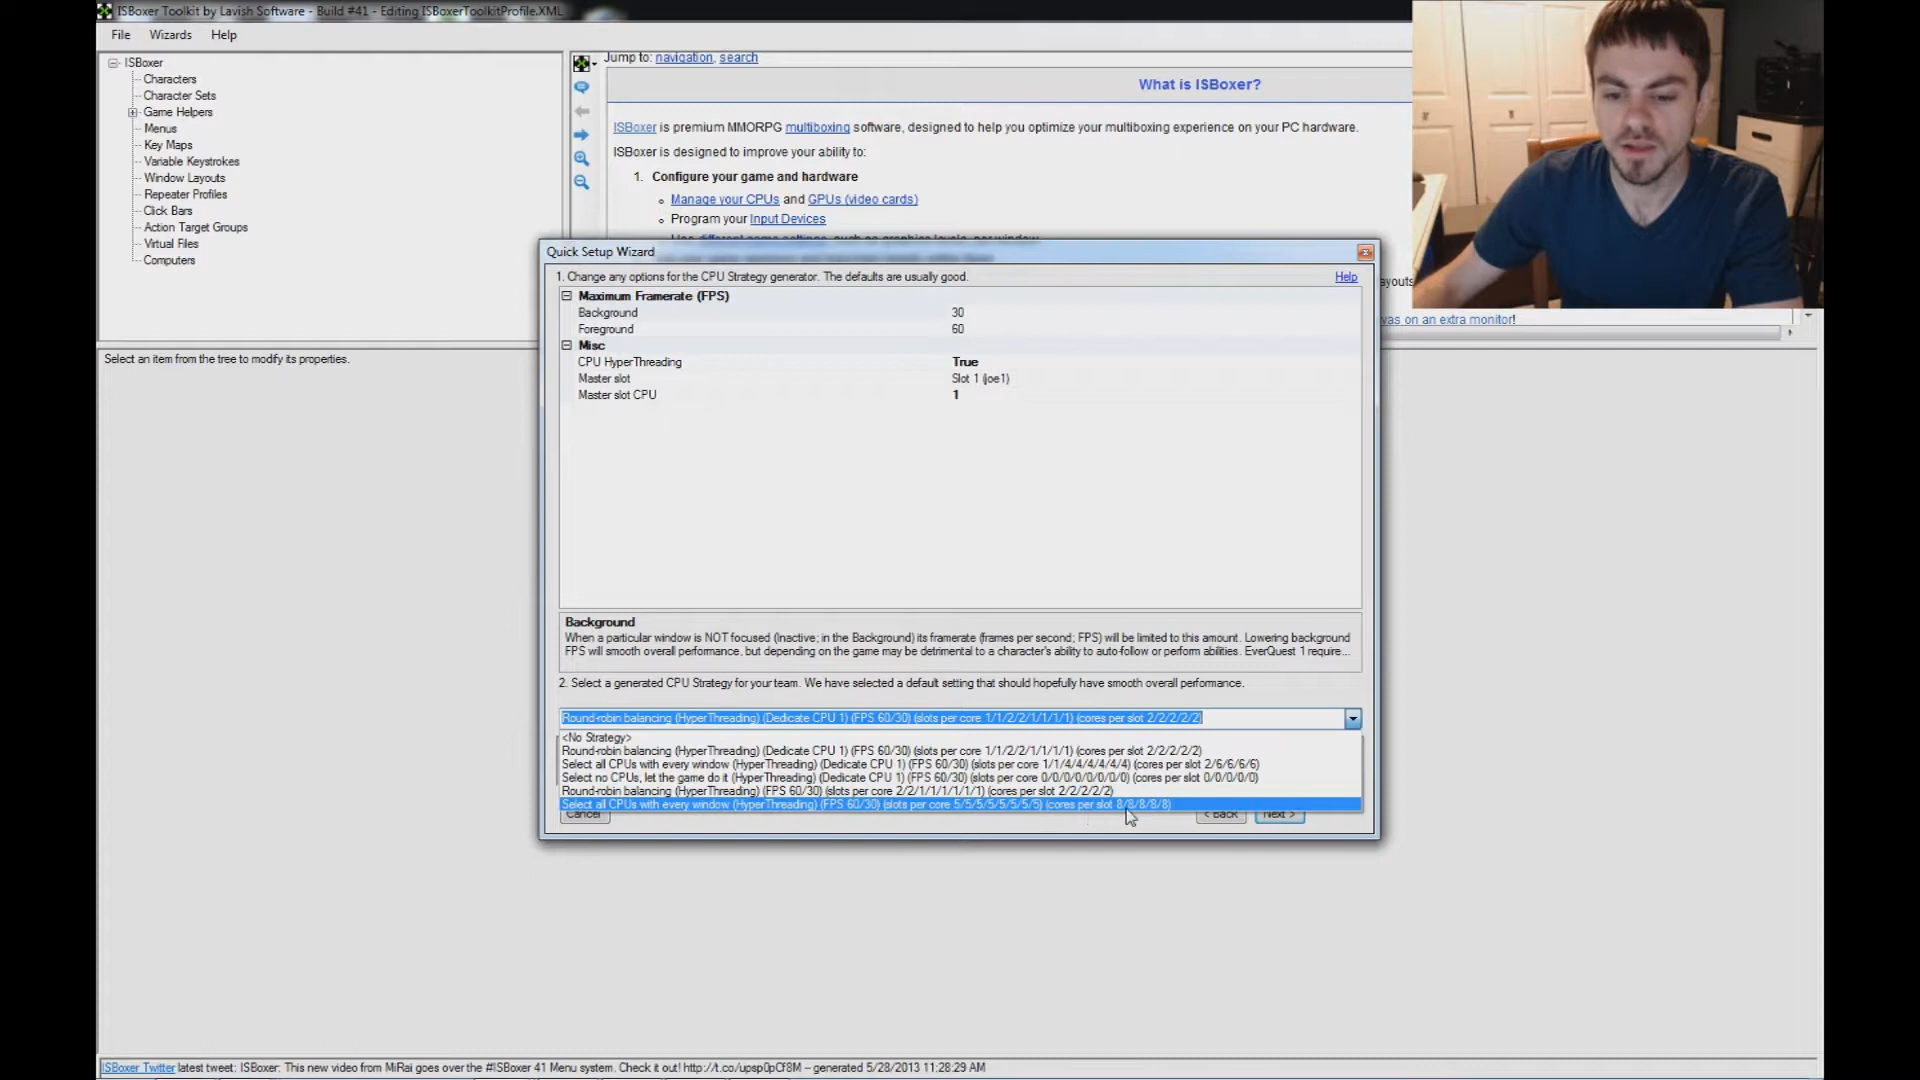 ISBoxer Toolkit by Lavish Software - Build #41 - Editing ISBoxerToolkitProfile.XML
File Wizards Help
ISBoxer
Characters
Character Sets
Game Helpers
Menus
Key Maps
Variable Keystrokes
Window Layouts
Repeater Profiles
Click Bars
Action Target Groups
Virtual Files
Computers
Jump to: navigation, search
What is ISBoxer?
ISBoxer is premium MMORPG multiboxing software, designed to help you optimize your multiboxing experience on your PC hardware.
ISBoxer is designed to improve your ability to:
1. Configure your game and hardware
Manage your CPUs and GPUs (video cards)
Program your Input Devices
ayouts
vas on an extra monitor!
Select an item from the tree to modify its properties.
Quick Setup Wizard
1. Change any options for the CPU Strategy generator. The defaults are usually good.
Help
Maximum Framerate (FPS)
Background 30
Foreground 60
Misc
CPU HyperThreading True
Master slot Slot 1 (joe1)
Master slot CPU 1
Background
When a particular window is NOT focused (Inactive; in the Background) its framerate (frames per second; FPS) will be limited to this amount. Lowering background
FPS will smooth overall performance, but depending on the game may be detrimental to a character's ability to auto-follow or perform abilities. EverQuest 1 require...
2. Select a generated CPU Strategy for your team. We have selected a default setting that should hopefully have smooth overall performance.
Round-robin balancing (HyperThreading) (Dedicate CPU 1) (FPS 60/30) (slots per core 1/1/2/2/1/1/1/1) (cores per slot 2/2/2/2/2)
<No Strategy>
Round-robin balancing (HyperThreading) (Dedicate CPU 1) (FPS 60/30) (slots per core 1/1/2/2/1/1/1/1) (cores per slot 2/2/2/2/2)
Select all CPUs with every window (HyperThreading) (Dedicate CPU 1) (FPS 60/30) (slots per core 1/1/4/4/4/4/4/4) (cores per slot 2/6/6/6/6)
Select no CPUs, let the game do it (HyperThreading) (Dedicate CPU 1) (FPS 60/30) (slots per core 0/0/0/0/0/0/0/0) (cores per slot 0/0/0/0/0)
Round-robin balancing (HyperThreading) (FPS 60/30) (slots per core 2/2/1/1/1/1/1/1) (cores per slot 2/2/2/2/2)
Select all CPUs with every window (HyperThreading) (FPS 60/30) (slots per core 5/5/5/5/5/5/5/5) (cores per slot 8/8/8/8/8)
Cancel < Back Next >
ISBoxer Twitter latest tweet: ISBoxer: This new video from MiRai goes over the #ISBoxer 41 Menu system. Check it out! http://t.co/upsp0pCf8M -- generated 5/28/2013 11:28:29 AM